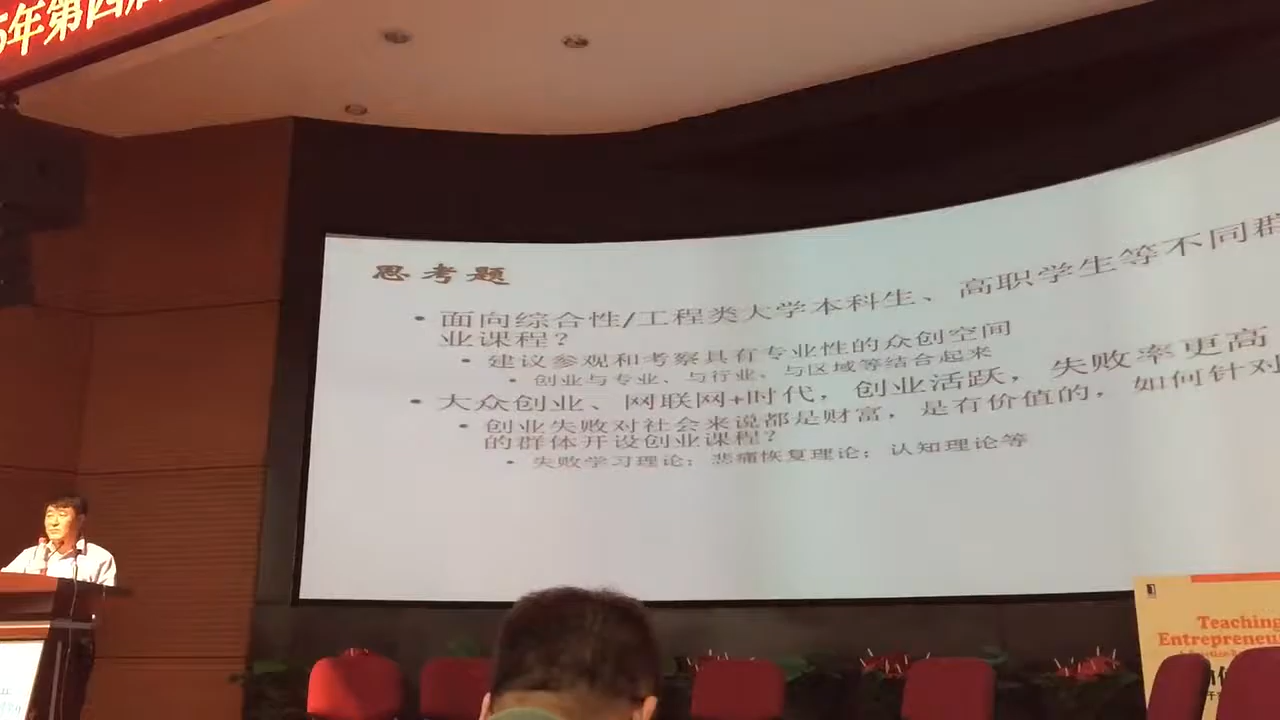 5年第四届
思考题
• 面向综合性/工程类大学本科生、高职学生等不同群
业课程？
• 建议参观和考察具有专业性的众创空间
• 创业与专业、与行业、与区域等结合起来
• 大众创业、网联网+时代，创业活跃，失败率更高
• 创业失败对社会来说都是财富，是有价值的，如何针对
的群体开设创业课程？
• 失败学习理论；悲痛恢复理论；认知理论等
Teaching
Entrepreneu